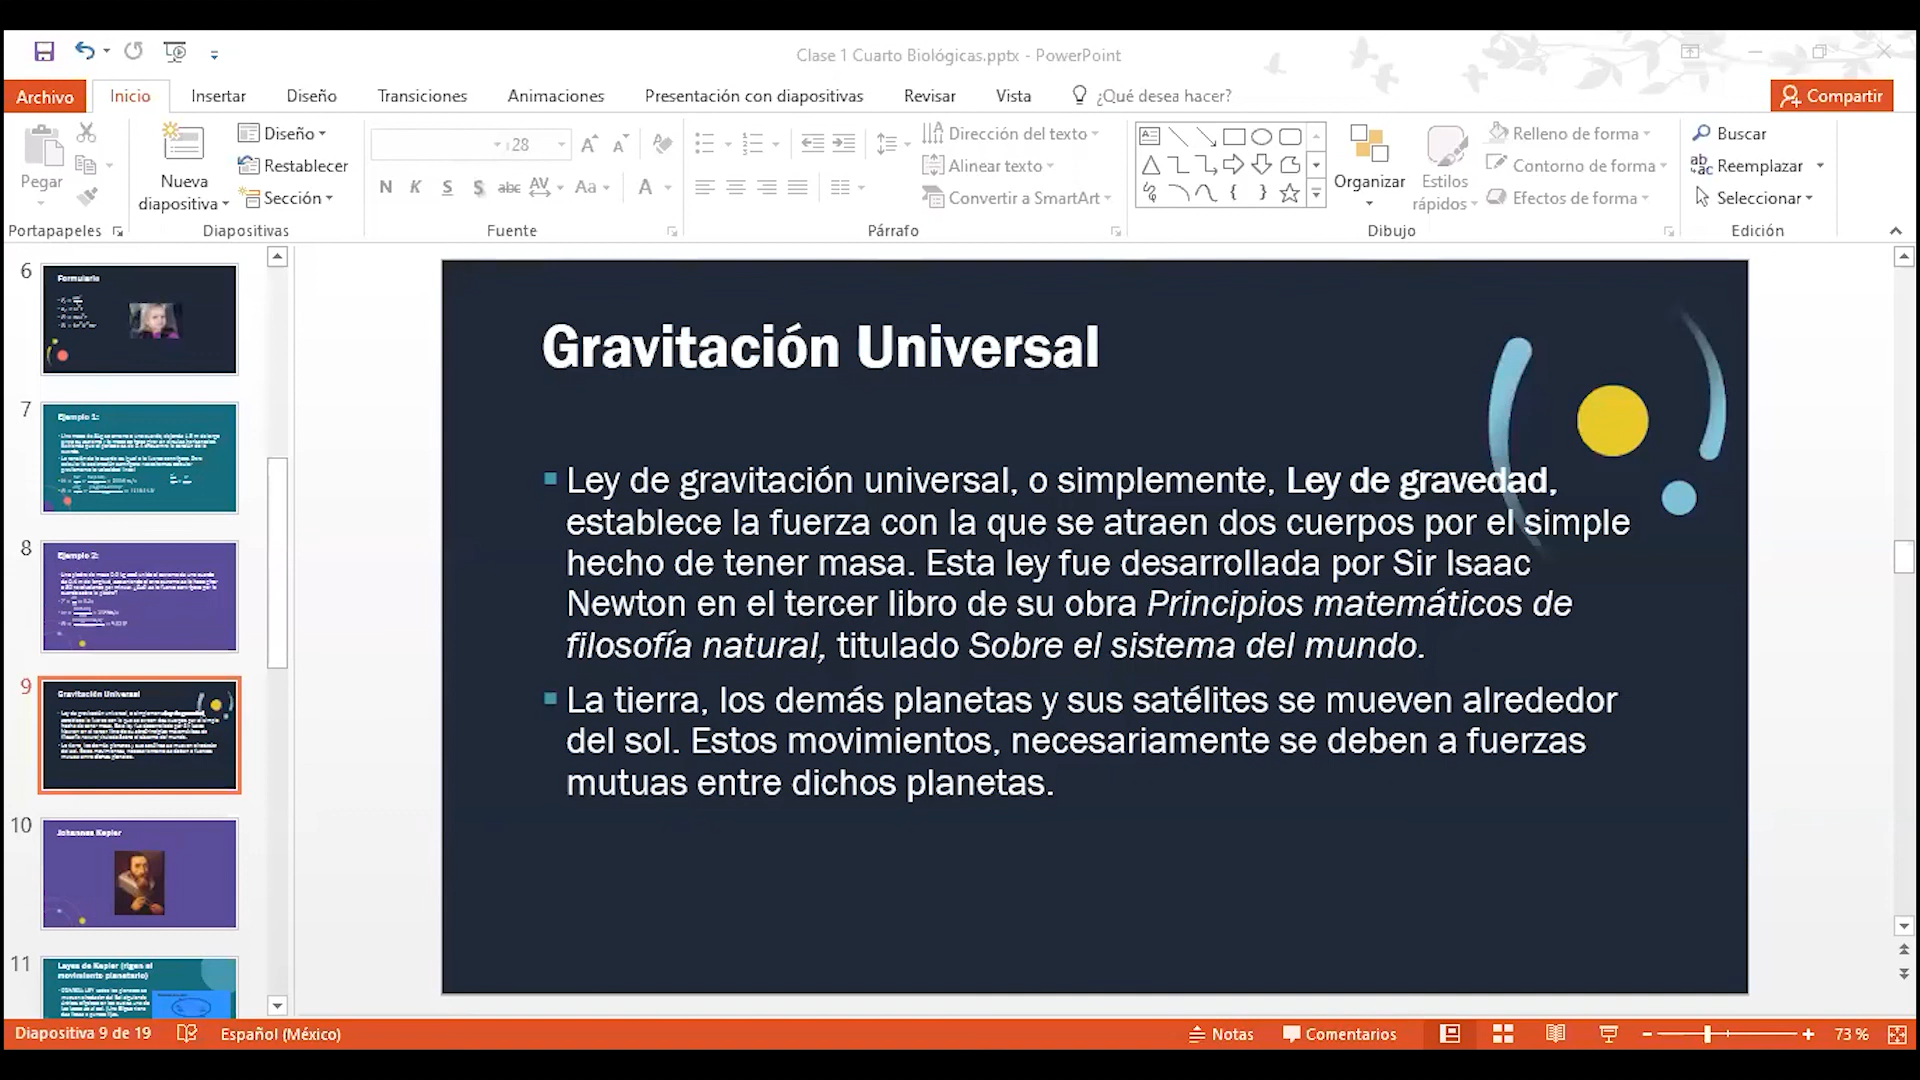 Clase 1 Cuarto Biológicas.pptx - PowerPoint
Archivo
Inicio
Insertar
Diseño
Transiciones
Animaciones
Presentación con diapositivas
Revisar
Vista
¿Qué desea hacer?
Compartir
Pegar
Portapapeles
Nueva
diapositiva
Diseño
Restablecer
Sección
Diapositivas
28
N K S S abc AV Aa A
Fuente
Dirección del texto
Alinear texto
Convertir a SmartArt
Párrafo
Organizar
Estilos
rápidos
Relleno de forma
Contorno de forma
Efectos de forma
Dibujo
Buscar
Reemplazar
Seleccionar
Edición
6
Formulario
7
Ejemplo 1:
8
Ejemplo 2:
9
Gravitación Universal
10
Johannes Kepler
11
Leyes de Kepler (rigen el
movimiento planetario)
Gravitación Universal
Ley de gravitación universal, o simplemente, Ley de gravedad,
establece la fuerza con la que se atraen dos cuerpos por el simple
hecho de tener masa. Esta ley fue desarrollada por Sir Isaac
Newton en el tercer libro de su obra Principios matemáticos de
filosofía natural, titulado Sobre el sistema del mundo.
La tierra, los demás planetas y sus satélites se mueven alrededor
del sol. Estos movimientos, necesariamente se deben a fuerzas
mutuas entre dichos planetas.
Diapositiva 9 de 19
Español (México)
Notas
Comentarios
73 %